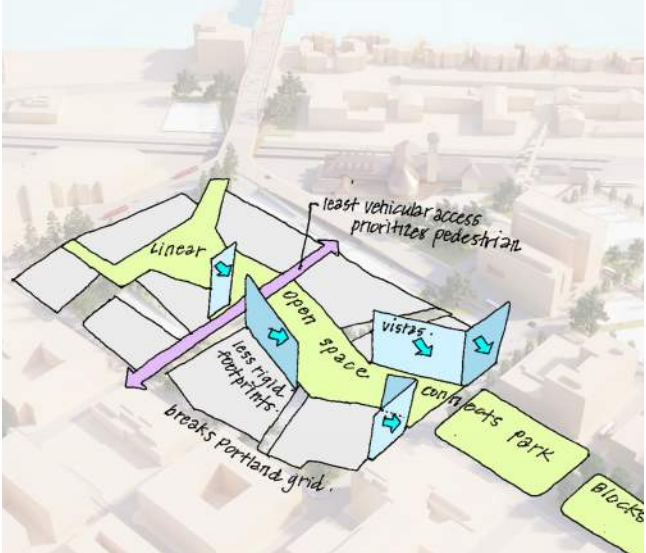 least vehicular access
prioritizes pedestrian
Linear
open space
vistas.
less rigid
footprints.
connects Park
Blocks
breaks Portland grid.